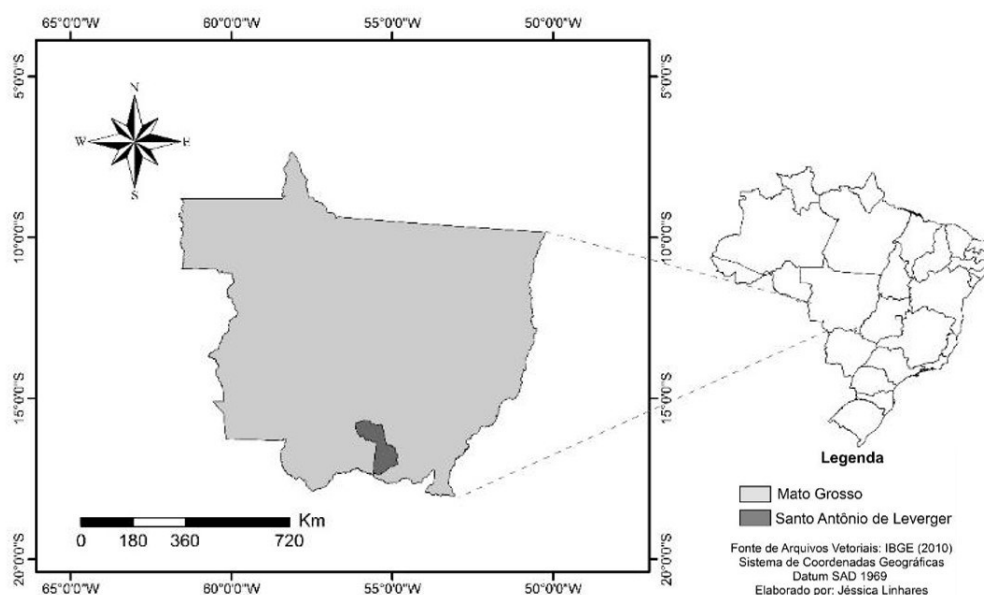 65°0'0"W 60°0'0"W 55°0'0"W 50°0'0"W
5°0'0"S 5°0'0"S
N
W E
S
10°0'0"S 10°0'0"S
15°0'0"S 15°0'0"S
Legenda
Mato Grosso
Santo Antônio de Leverger
Km
0 180 360 720
20°0'0"S 20°0'0"S
Fonte de Arquivos Vetoriais: IBGE (2010)
Sistema de Coordenadas Geográficas
Datum SAD 1969
Elaborado por: Jéssica Linhares
65°0'0"W 60°0'0"W 55°0'0"W 50°0'0"W